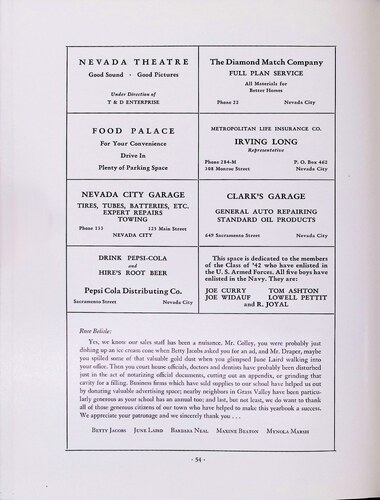 NEVADA THEATRE
Good Sound - Good Pictures
Under Direction of
T & D ENTERPRISE
The Diamond Match Company
FULL PLAN SERVICE
All Materials for
Better Homes
Phone 22 Nevada City
FOOD PALACE
For Your Convenience
Drive In
Plenty of Parking Space
METROPOLITAN LIFE INSURANCE CO.
IRVING LONG
Representative
Phone 284-M P. O. Box 462
108 Monroe Street Nevada City
NEVADA CITY GARAGE
TIRES, TUBES, BATTERIES, ETC.
EXPERT REPAIRS
TOWING
Phone 333 125 Main Street
NEVADA CITY
CLARK'S GARAGE
GENERAL AUTO REPAIRING
STANDARD OIL PRODUCTS
649 Sacramento Street Nevada City
DRINK PEPSI-COLA
and
HIRE'S ROOT BEER
Pepsi Cola Distributing Co.
Sacramento Street Nevada City
This space is dedicated to the members
of the Class of '42 who have enlisted in
the U. S. Armed Forces. All five boys have
enlisted in the Navy. They are:
JOE CURRY TOM ASHTON
JOE WIDAUF LOWELL PETTIT
and R. JOYAL
Yes, we know our sales staff has been a nuisance. Mr. Colley, you were probably just
dishing up an ice cream cone when Betty Jacobs asked you for an ad, and Mr. Draper, maybe
you spilled some of that valuable gold dust when you glimpsed June Laird walking into
your office. Then you court house officials, doctors and dentists have probably been disturbed
just in the act of notarizing official documents, cutting out an appendix, or grinding that
cavity for a filling. Business firms which have sold supplies to our school have helped us out
by donating valuable advertising space; nearby neighbors in Grass Valley have been particu-
larly generous as your school has an annual too; and last, but not least, we do want to thank
all of those generous citizens of our town who have helped to make this yearbook a success.
We appreciate your patronage and we sincerely thank you . . .
BETTY JACOBS JUNE LAIRD BARBARA NEAL MAXINE BEATON MYNDRA MARSH
- 54 -